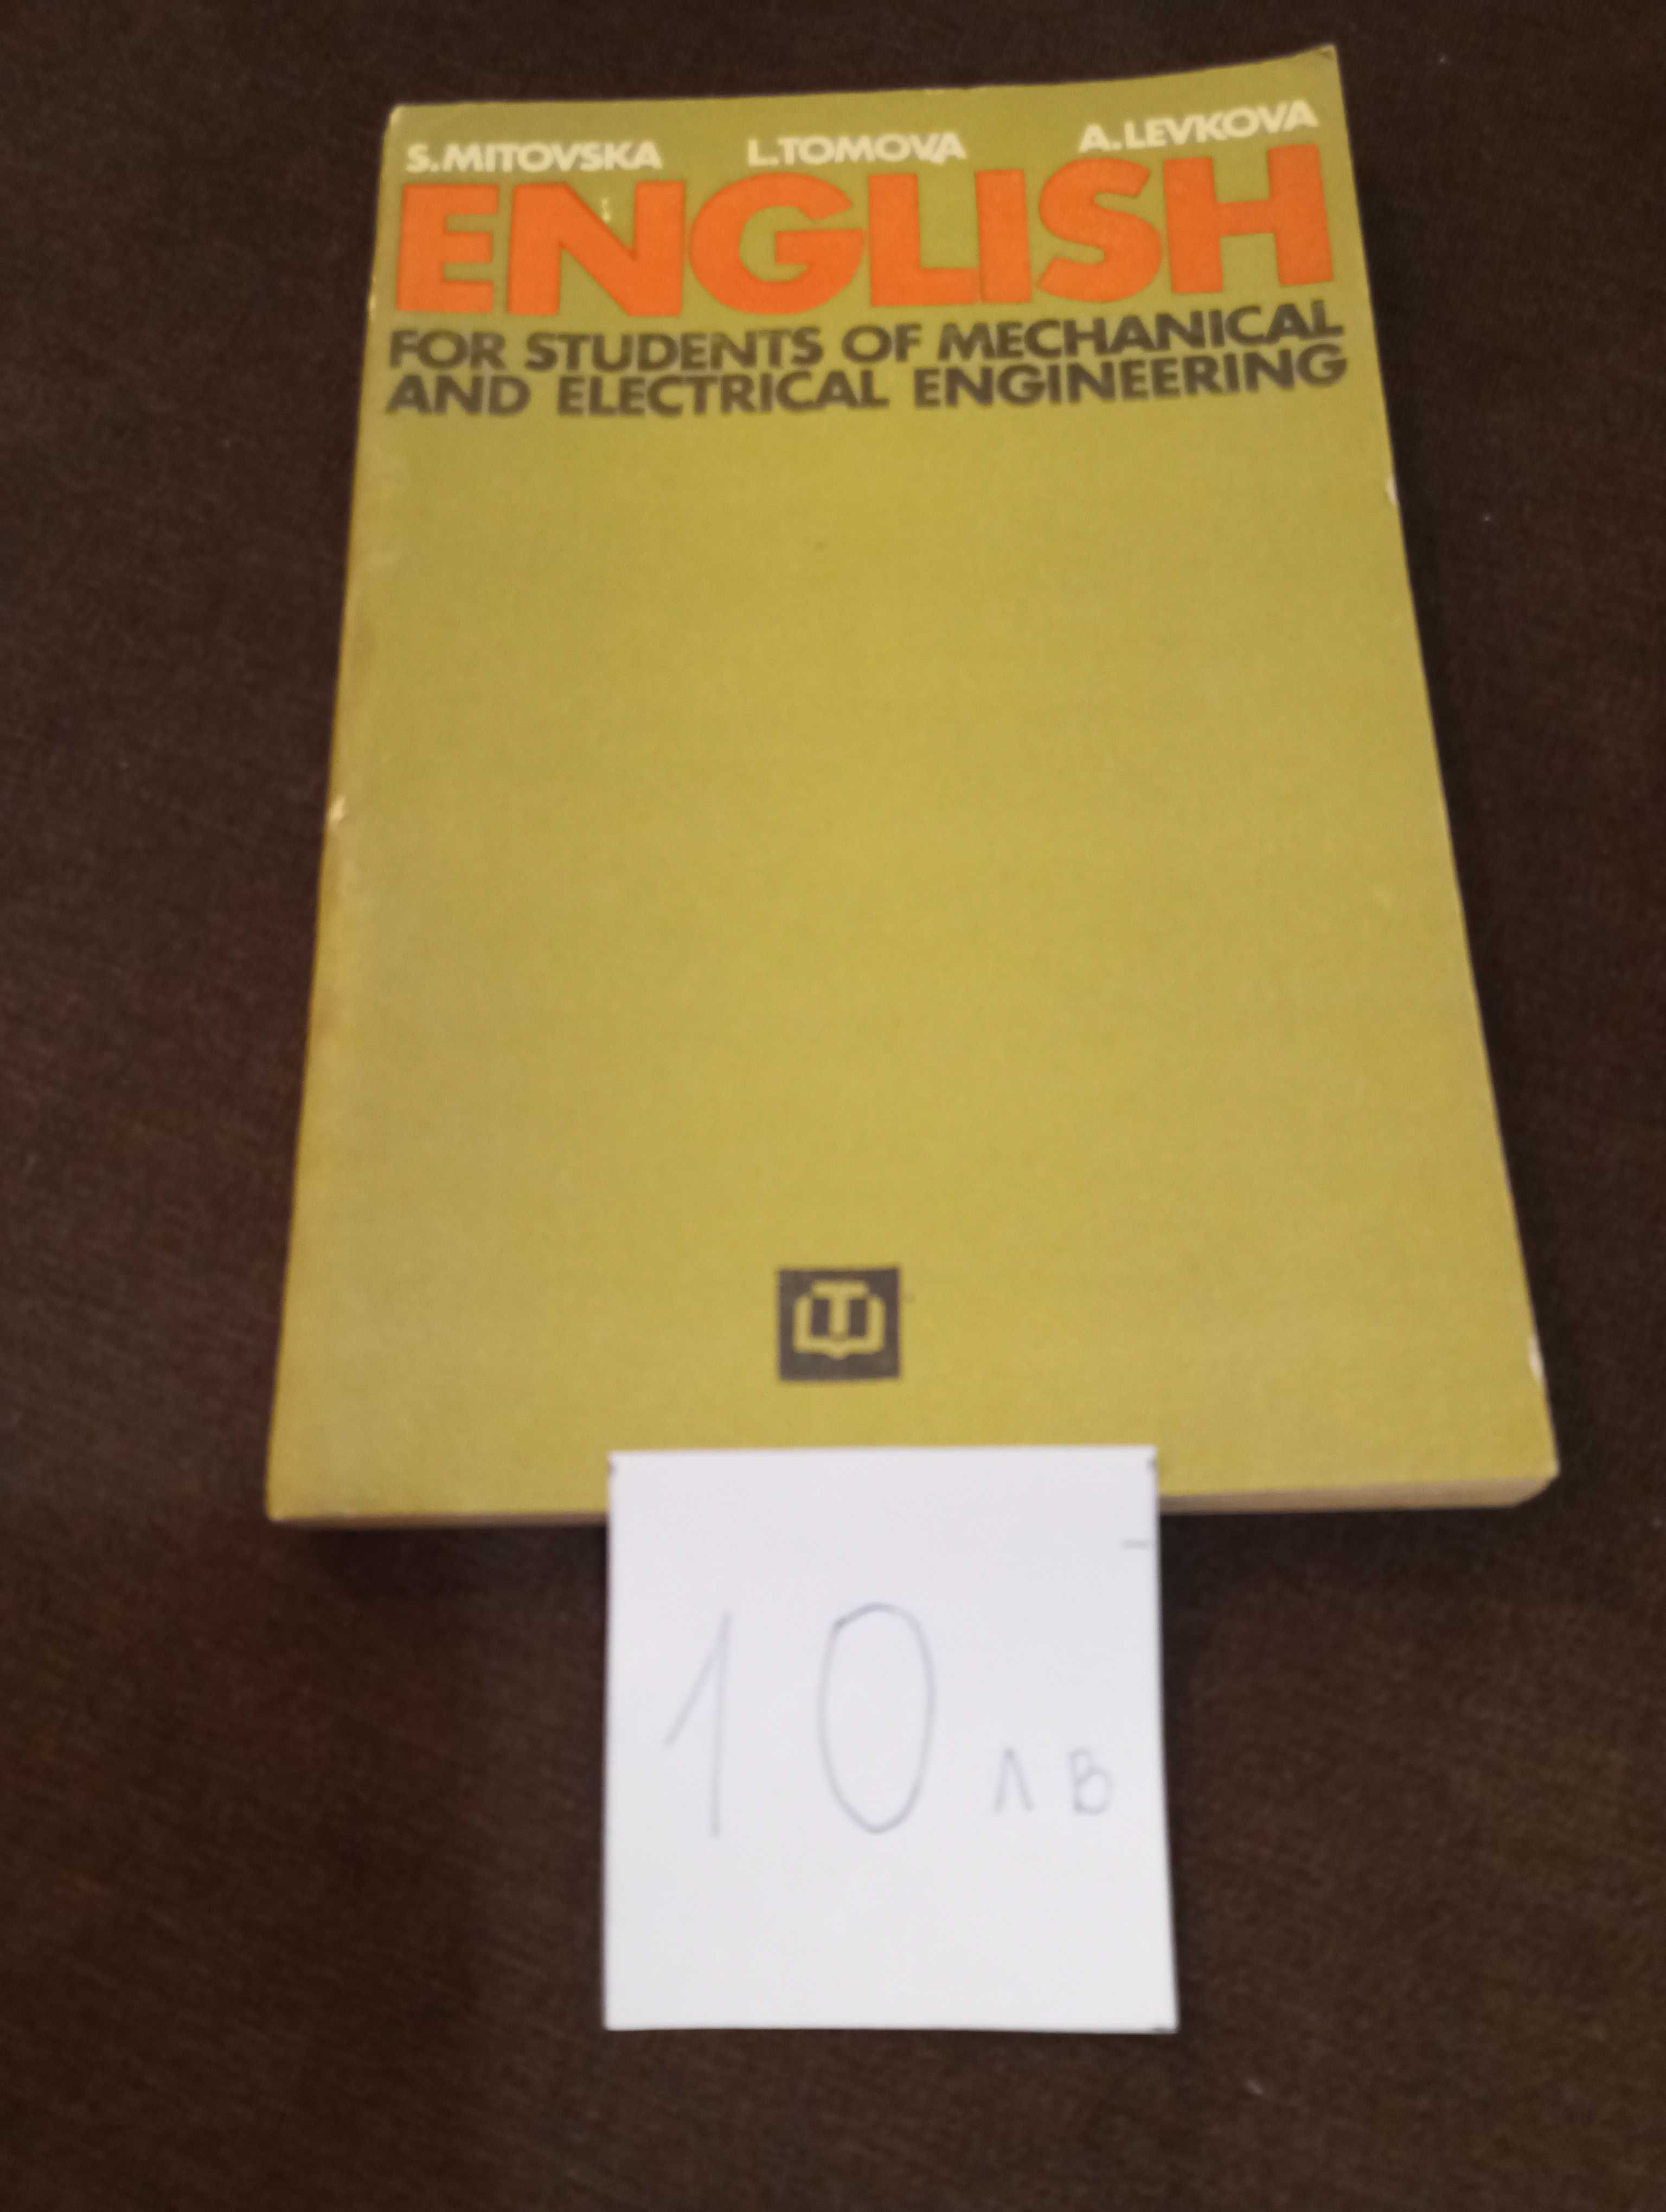 S.MITOVSKA L.TOMOVA A.LEVKOVA
ENGLISH
FOR STUDENTS OF MECHANICAL
AND ELECTRICAL ENGINEERING
T
10 лв